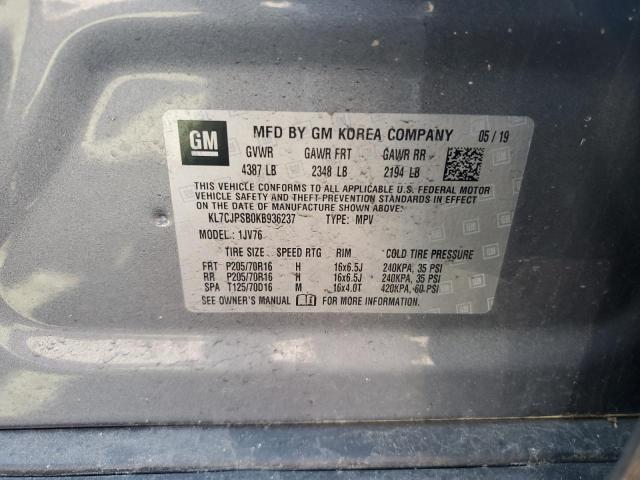 GM
MFD BY GM KOREA COMPANY 05 / 19
GVWR GAWR FRT GAWR RR
4387 LB 2348 LB 2194 LB
THIS VEHICLE CONFORMS TO ALL APPLICABLE U.S. FEDERAL MOTOR
VEHICLE SAFETY AND THEFT PREVENTION STANDARDS IN EFFECT
ON THE DATE OF MANUFACTURE SHOWN ABOVE.
KL7CJPSB0KB936237 TYPE: MPV
MODEL: 1JV76
TIRE SIZE SPEED RTG RIM COLD TIRE PRESSURE
FRT P205/70R16 H 16x6.5J 240KPA, 35 PSI
RR P205/70R16 H 16x6.5J 240KPA, 35 PSI
SPA T125/70D16 M 16x4.0T 420KPA, 60 PSI
SEE OWNER'S MANUAL FOR MORE INFORMATION.